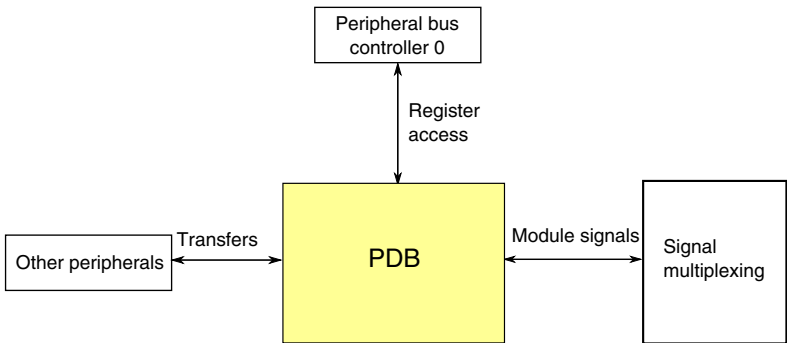 Peripheral bus
controller 0
Register
access
Transfers
Other peripherals
PDB
Module signals
Signal
multiplexing